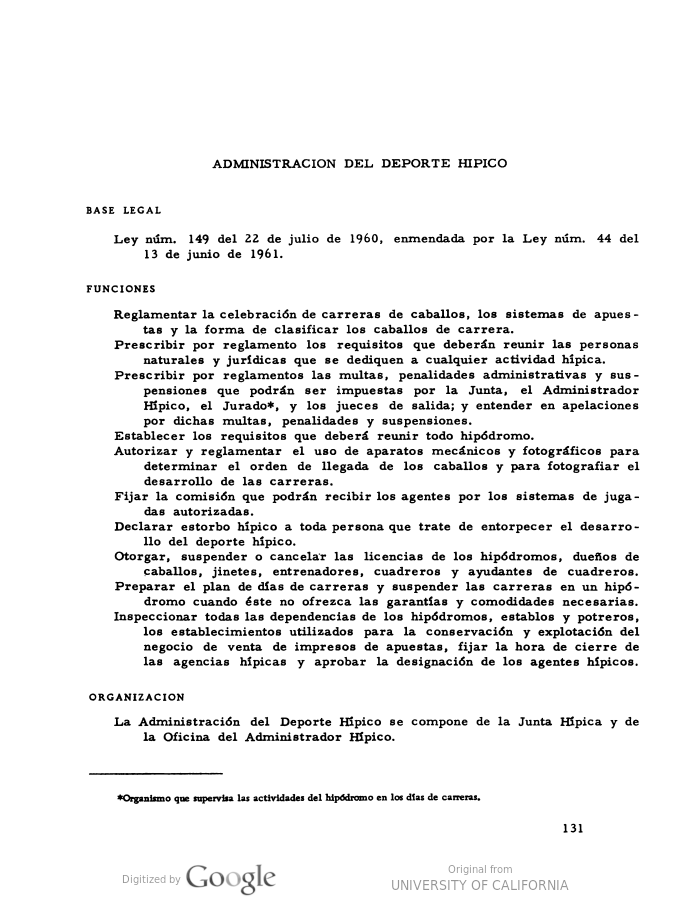 ADMINISTRACION DEL DEPORTE HIPICO
BASE LEGAL
Ley núm. 149 del 22 de julio de 1960, enmendada por la Ley núm. 44 del
13 de junio de 1961.
FUNCIONES
Reglamentar la celebración de carreras de caballos, los sistemas de apues-
tas y la forma de clasificar los caballos de carrera.
Prescribir por reglamento los requisitos que deberán reunir las personas
naturales y jurídicas que se dediquen a cualquier actividad hípica.
Prescribir por reglamentos las multas, penalidades administrativas y sus-
pensiones que podrán ser impuestas por la Junta, el Administrador
Hípico, el Jurado*, y los jueces de salida; y entender en apelaciones
por dichas multas, penalidades y suspensiones.
Establecer los requisitos que deberá reunir todo hipódromo.
Autorizar y reglamentar el uso de aparatos mecánicos y fotográficos para
determinar el orden de llegada de los caballos y para fotografiar el
desarrollo de las carreras.
Fijar la comisión que podrán recibir los agentes por los sistemas de juga-
das autorizadas.
Declarar estorbo hípico a toda persona que trate de entorpecer el desarro-
llo del deporte hípico.
Otorgar, suspender o cancelar las licencias de los hipódromos, dueños de
caballos, jinetes, entrenadores, cuadreros y ayudantes de cuadreros.
Preparar el plan de días de carreras y suspender las carreras en un hipó-
dromo cuando éste no ofrezca las garantías y comodidades necesarias.
Inspeccionar todas las dependencias de los hipódromos, establos y potreros,
los establecimientos utilizados para la conservación y explotación del
negocio de venta de impresos de apuestas, fijar la hora de cierre de
las agencias hípicas y aprobar la designación de los agentes hípicos.
ORGANIZACION
La Administración del Deporte Hípico se compone de la Junta Hípica y de
la Oficina del Administrador Hípico.
*Organismo que supervisa las actividades del hipódromo en los días de carreras.
131
Digitized by Google
Original from
UNIVERSITY OF CALIFORNIA